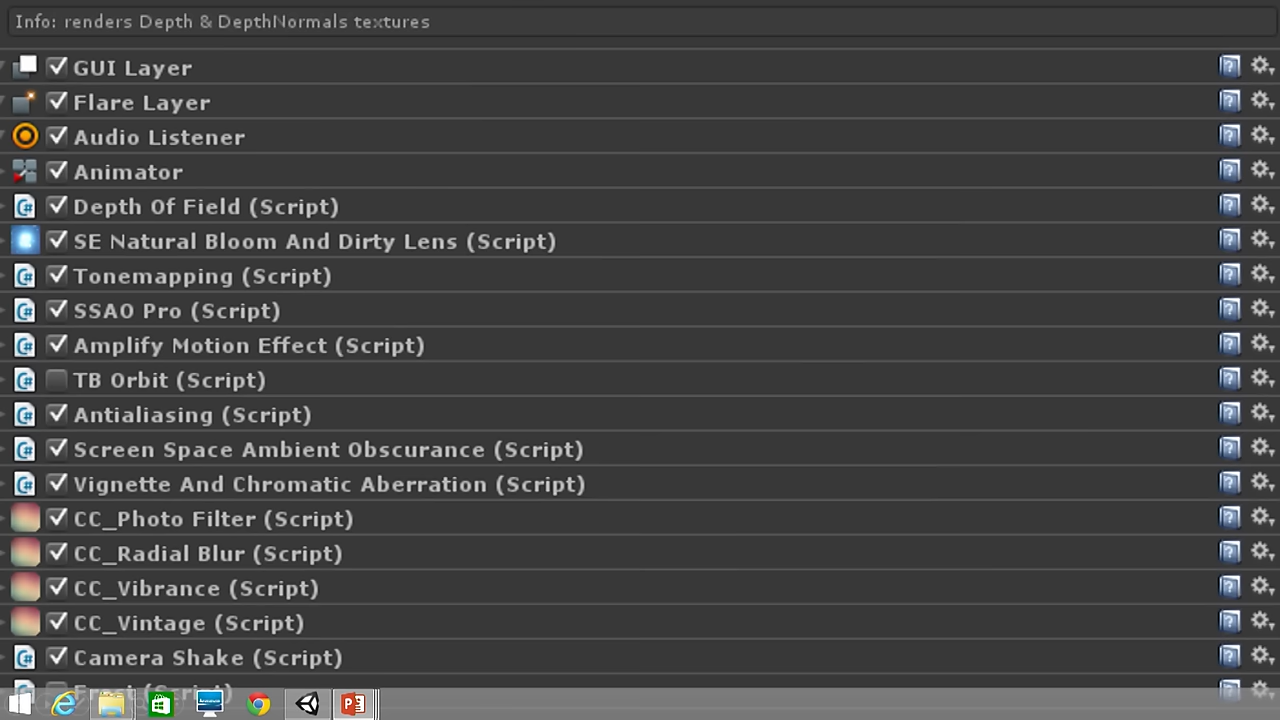 Info: renders Depth & DepthNormals textures
GUI Layer
Flare Layer
Audio Listener
Animator
Depth Of Field (Script)
SE Natural Bloom And Dirty Lens (Script)
Tonemapping (Script)
SSAO Pro (Script)
Amplify Motion Effect (Script)
TB Orbit (Script)
Antialiasing (Script)
Screen Space Ambient Obscurance (Script)
Vignette And Chromatic Aberration (Script)
CC_Photo Filter (Script)
CC_Radial Blur (Script)
CC_Vibrance (Script)
CC_Vintage (Script)
Camera Shake (Script)
(Script)